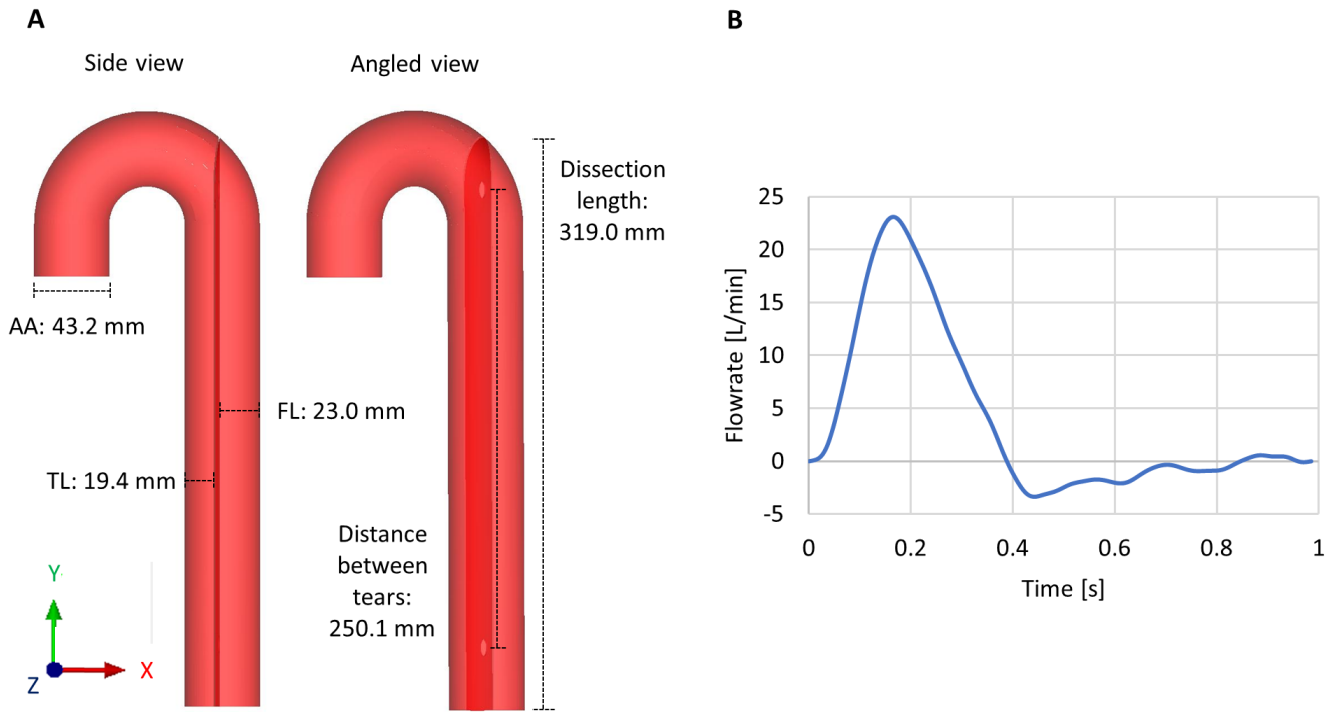 A
Side view
Angled view
Dissection
length:
319.0 mm
AA: 43.2 mm
FL: 23.0 mm
TL: 19.4 mm
Distance
between
tears:
250.1 mm
Y
Z
X
B
Flowrate [L/min]
25
20
15
10
5
0
-5
0
0.2
0.4
0.6
0.8
1
Time [s]